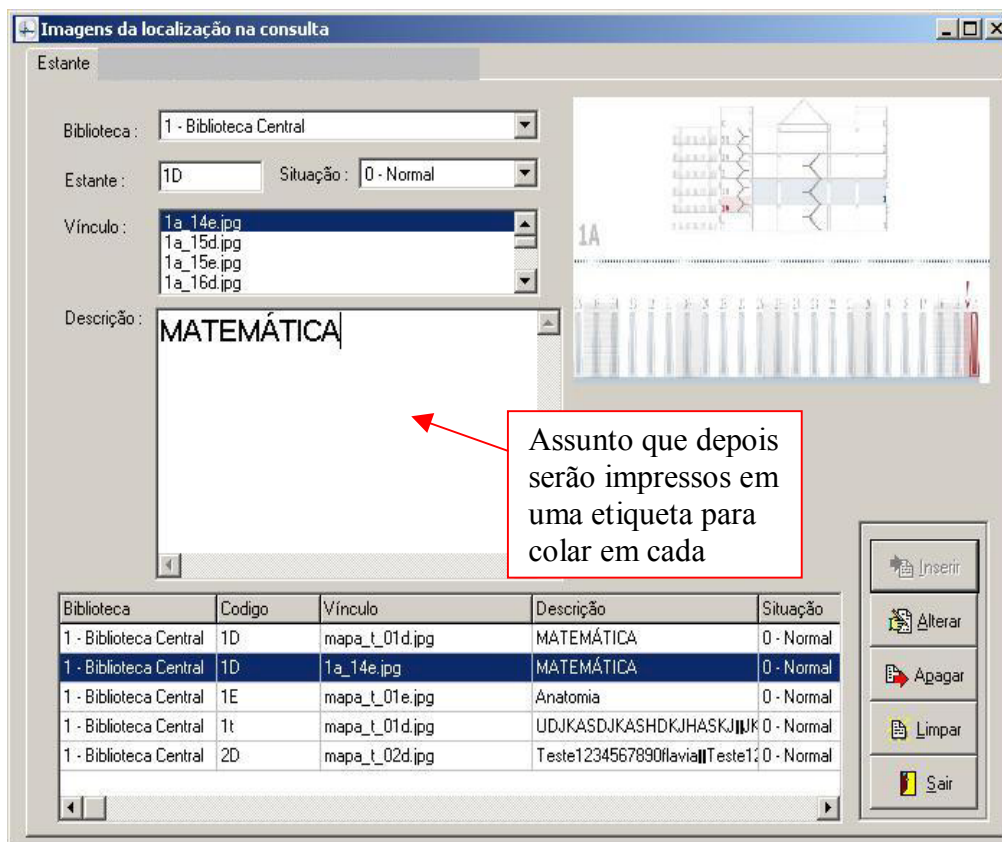 Imagens da localização na consulta
Estante
Biblioteca : 1 - Biblioteca Central
Estante : 1D Situação : 0 - Normal
Vínculo : 1a_14e.jpg
1a_15d.jpg
1a_15e.jpg
1a_16d.jpg
Descrição : MATEMÁTICA
1A
Assunto que depois
serão impressos em
uma etiqueta para
colar em cada
Inserir
Alterar
Apagar
Limpar
Sair
Biblioteca Codigo Vínculo Descrição Situação
1 - Biblioteca Central 1D mapa_t_01d.jpg MATEMÁTICA 0 - Normal
1 - Biblioteca Central 1D 1a_14e.jpg MATEMÁTICA 0 - Normal
1 - Biblioteca Central 1E mapa_t_01e.jpg Anatomia 0 - Normal
1 - Biblioteca Central 1t mapa_t_01d.jpg UDJKASDJKASHDKJHASKJ||JK 0 - Normal
1 - Biblioteca Central 2D mapa_t_02d.jpg Teste1234567890flavia||Teste12 0 - Normal